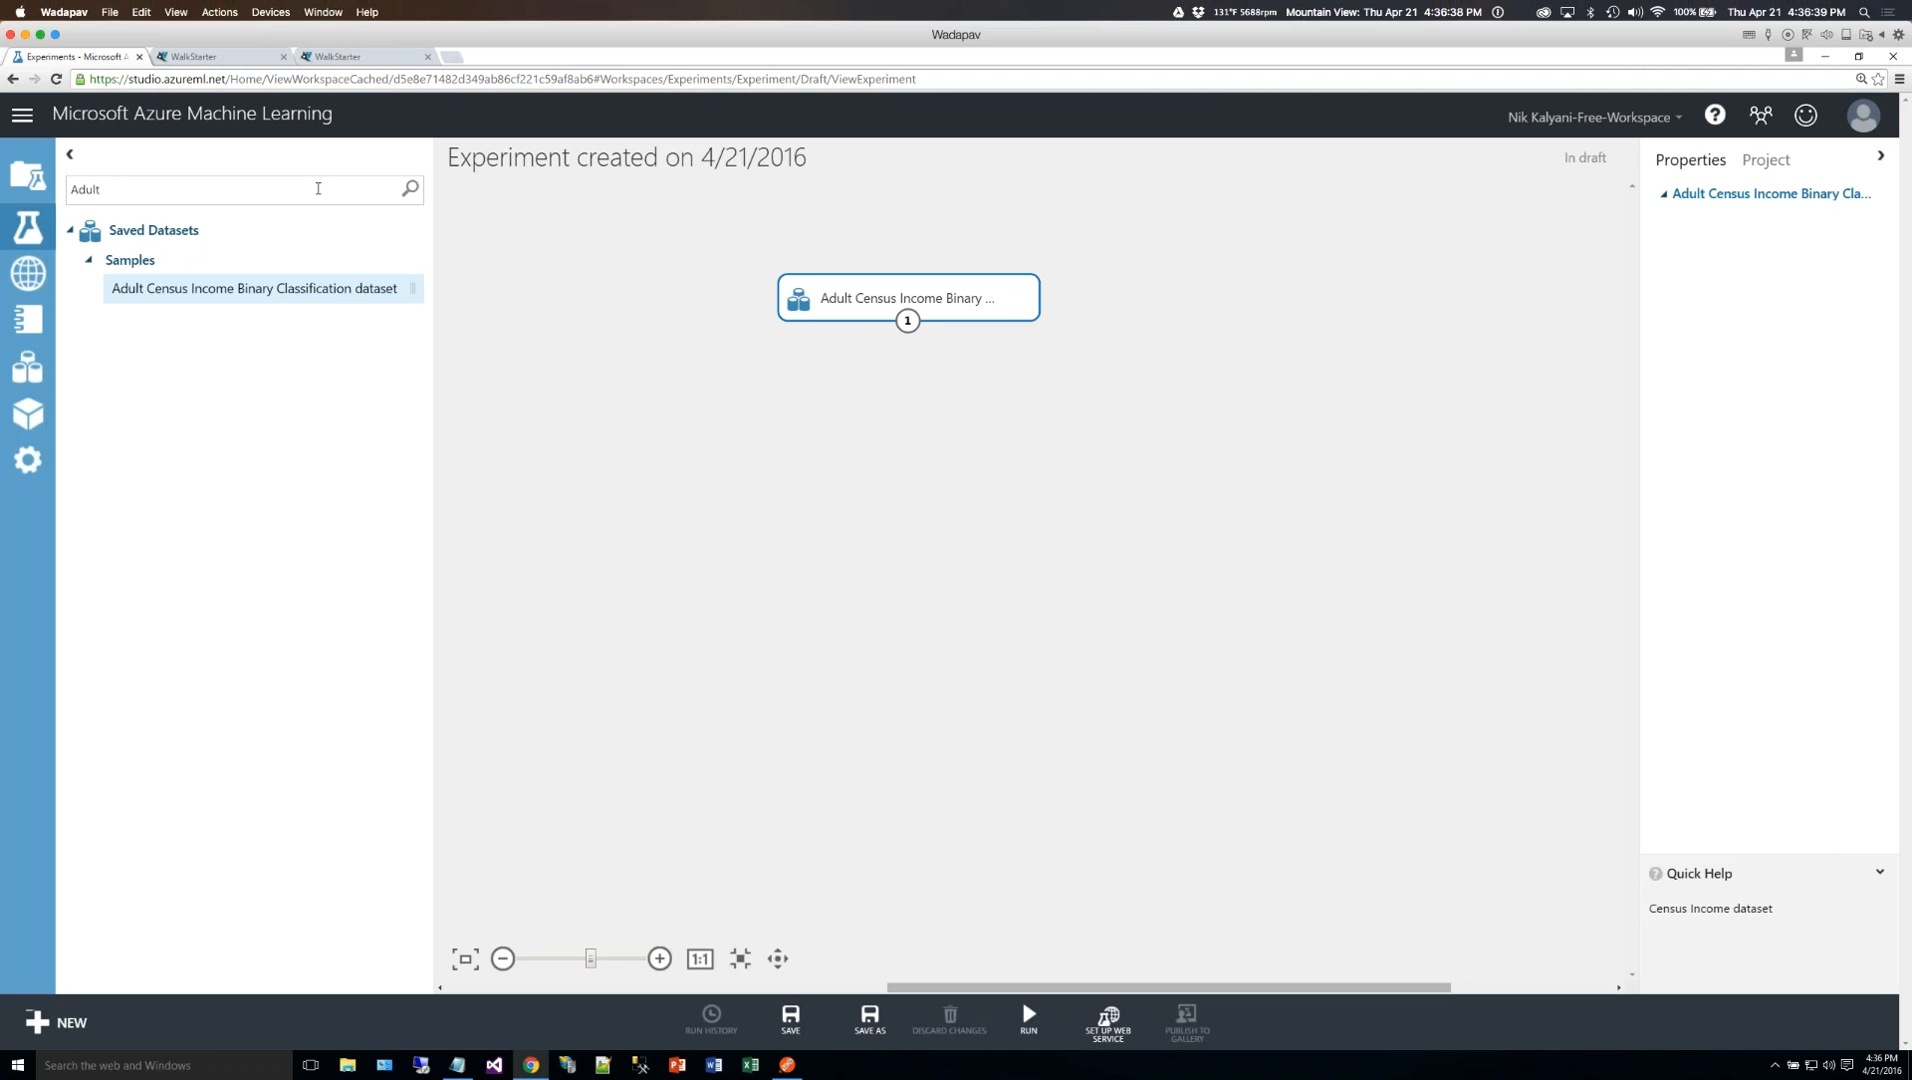 Wadapav File Edit View Actions Devices Window Help
131°F 5688rpm Mountain View: Thu Apr 21 4:36:38 PM 100% Thu Apr 21 4:36:39 PM
Wadapav
Experiments - Microsoft A WalkStarter WalkStarter
https://studio.azureml.net/Home/ViewWorkspaceCached/d5e8e71482d349ab86cf221c59af8ab6#Workspaces/Experiments/Experiment/Draft/ViewExperiment
Microsoft Azure Machine Learning
Nik Kalyani-Free-Workspace
Experiment created on 4/21/2016
In draft
Properties Project
Adult
Adult Census Income Binary Cla...
Saved Datasets
Samples
Adult Census Income Binary Classification dataset
Adult Census Income Binary ...
1
Quick Help
Census Income dataset
1:1
NEW
RUN HISTORY
SAVE
SAVE AS
DISCARD CHANGES
RUN
SET UP WEB SERVICE
PUBLISH TO GALLERY
Search the web and Windows
4:36 PM
4/21/2016